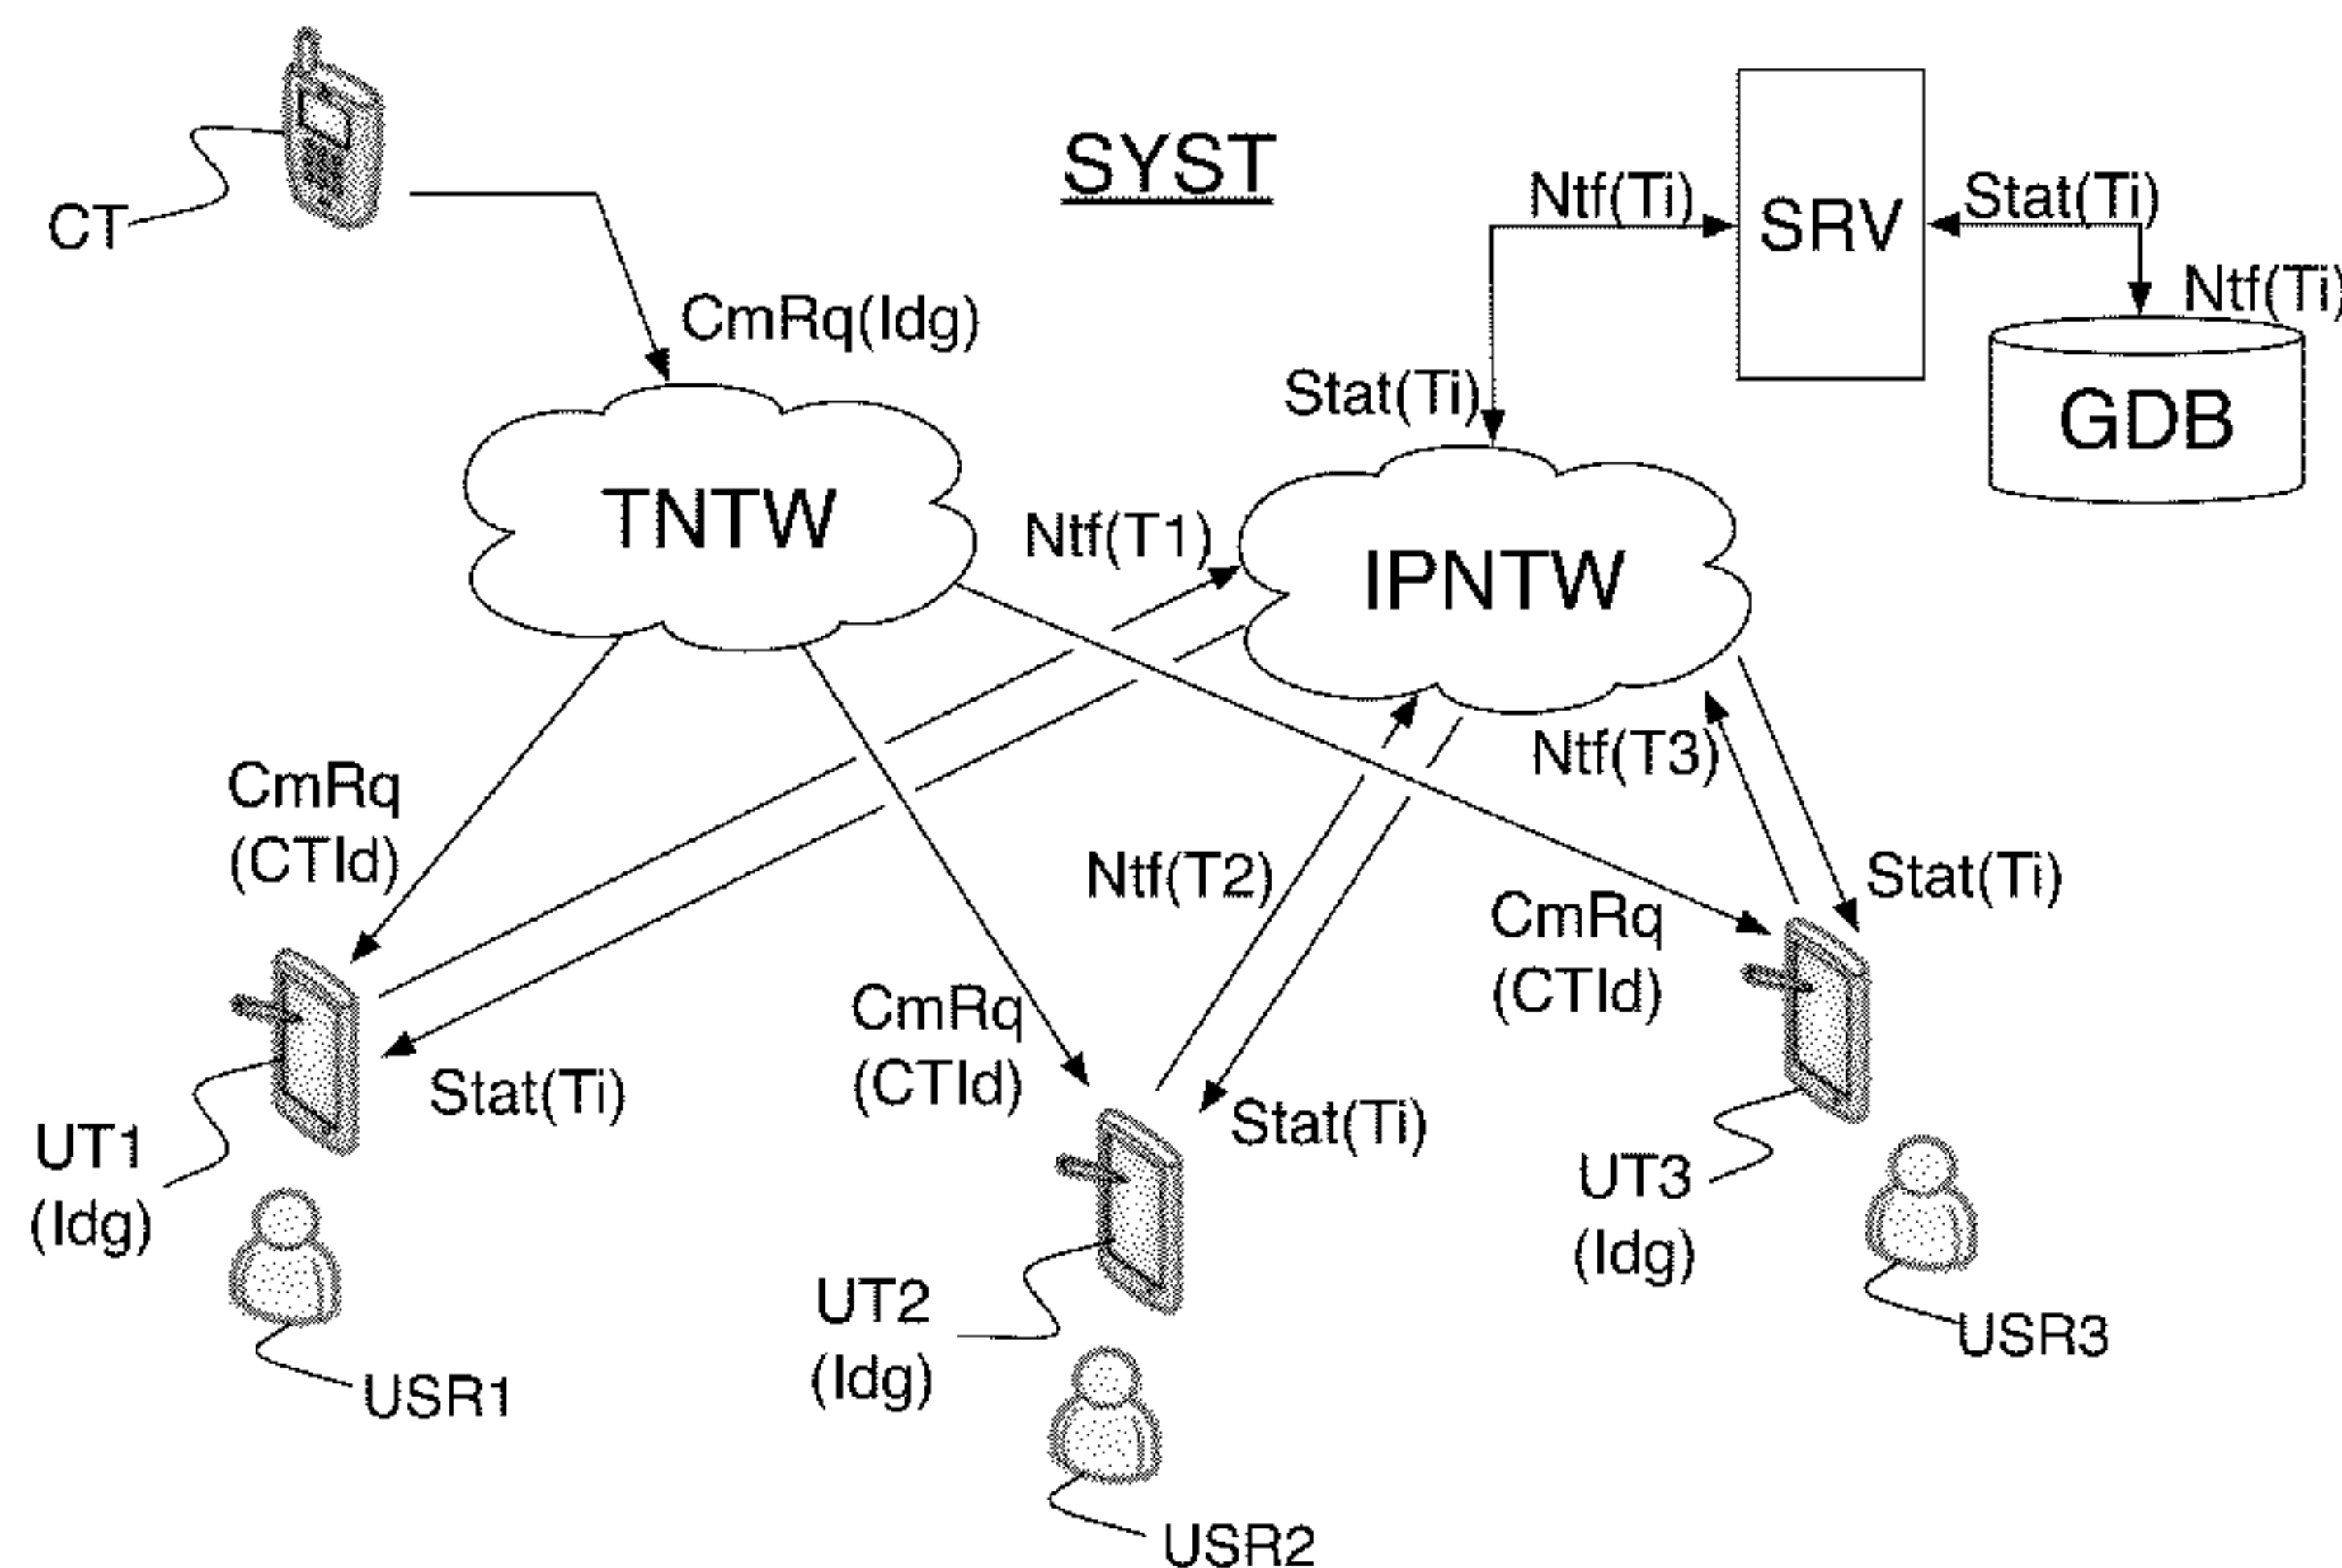 SYST
CT
CmRq(Idg)
Ntf(Ti)
SRV
Stat(Ti)
Ntf(Ti)
GDB
Stat(Ti)
TNTW
Ntf(T1)
IPNTW
CmRq
(CTId)
Ntf(T2)
Ntf(T3)
Stat(Ti)
CmRq
(CTId)
CmRq
(CTId)
Stat(Ti)
Stat(Ti)
UT1
(Idg)
UT2
(Idg)
UT3
(Idg)
USR1
USR2
USR3